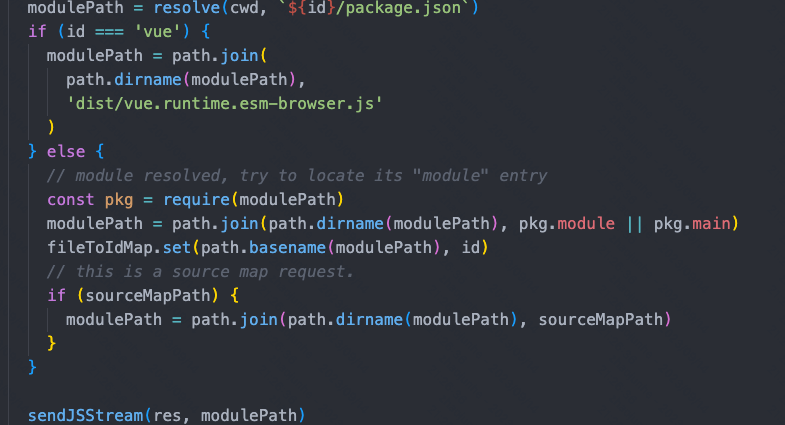 modulePath = resolve(cwd, `${id}/package.json`)
if (id === 'vue') {
modulePath = path.join(
path.dirname(modulePath),
'dist/vue.runtime.esm-browser.js'
)
} else {
// module resolved, try to locate its "module" entry
const pkg = require(modulePath)
modulePath = path.join(path.dirname(modulePath), pkg.module || pkg.main)
fileToIdMap.set(path.basename(modulePath), id)
// this is a source map request.
if (sourceMapPath) {
modulePath = path.join(path.dirname(modulePath), sourceMapPath)
}
}
sendJSStream(res, modulePath)